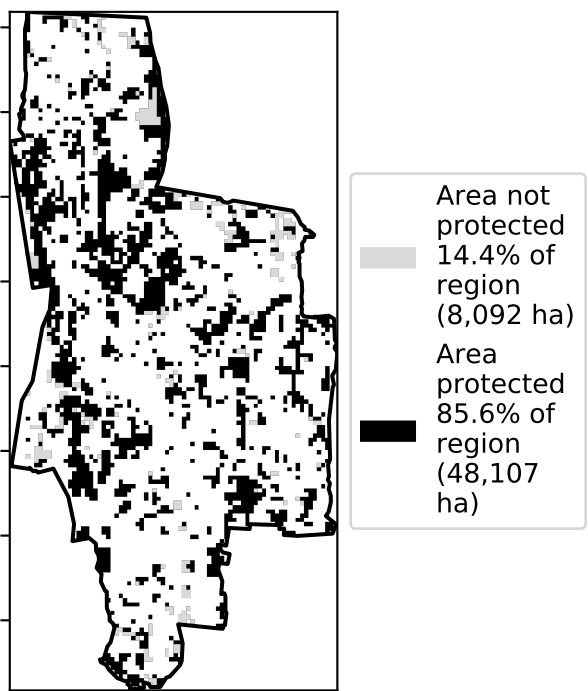 Area not
protected
14.4% of
region
(8,092 ha)
Area
protected
85.6% of
region
(48,107
ha)